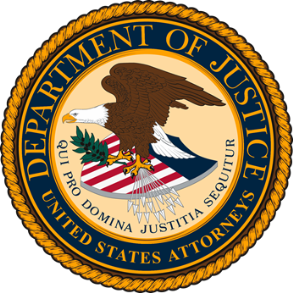 DEPARTMENT OF JUSTICE
QUI PRO DOMINA JUSTITIA SEQUITUR
UNITED STATES ATTORNEYS